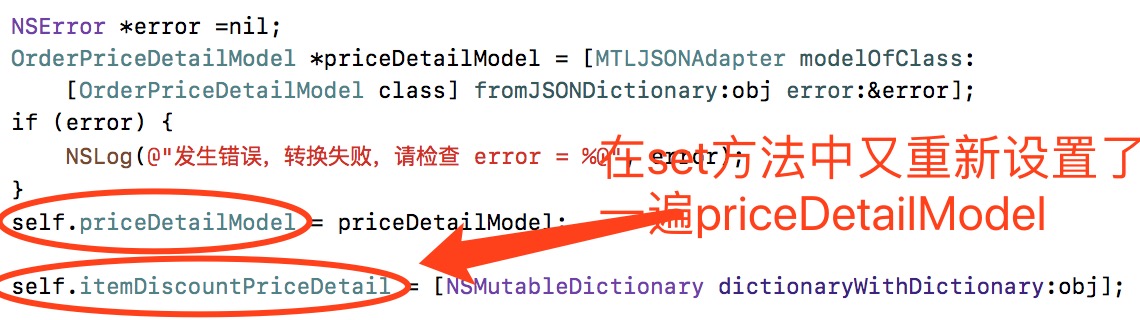 NSError *error =nil;
OrderPriceDetailModel *priceDetailModel = [MTLJSONAdapter modelOfClass:
[OrderPriceDetailModel class] fromJSONDictionary:obj error:&error];
if (error) {
NSLog(@"发生错误，转换失败，请检查 error = %@", error);
}
在set方法中又重新设置了
一遍priceDetailModel
self.priceDetailModel = priceDetailModel;
self.itemDiscountPriceDetail = [NSMutableDictionary dictionaryWithDictionary:obj];